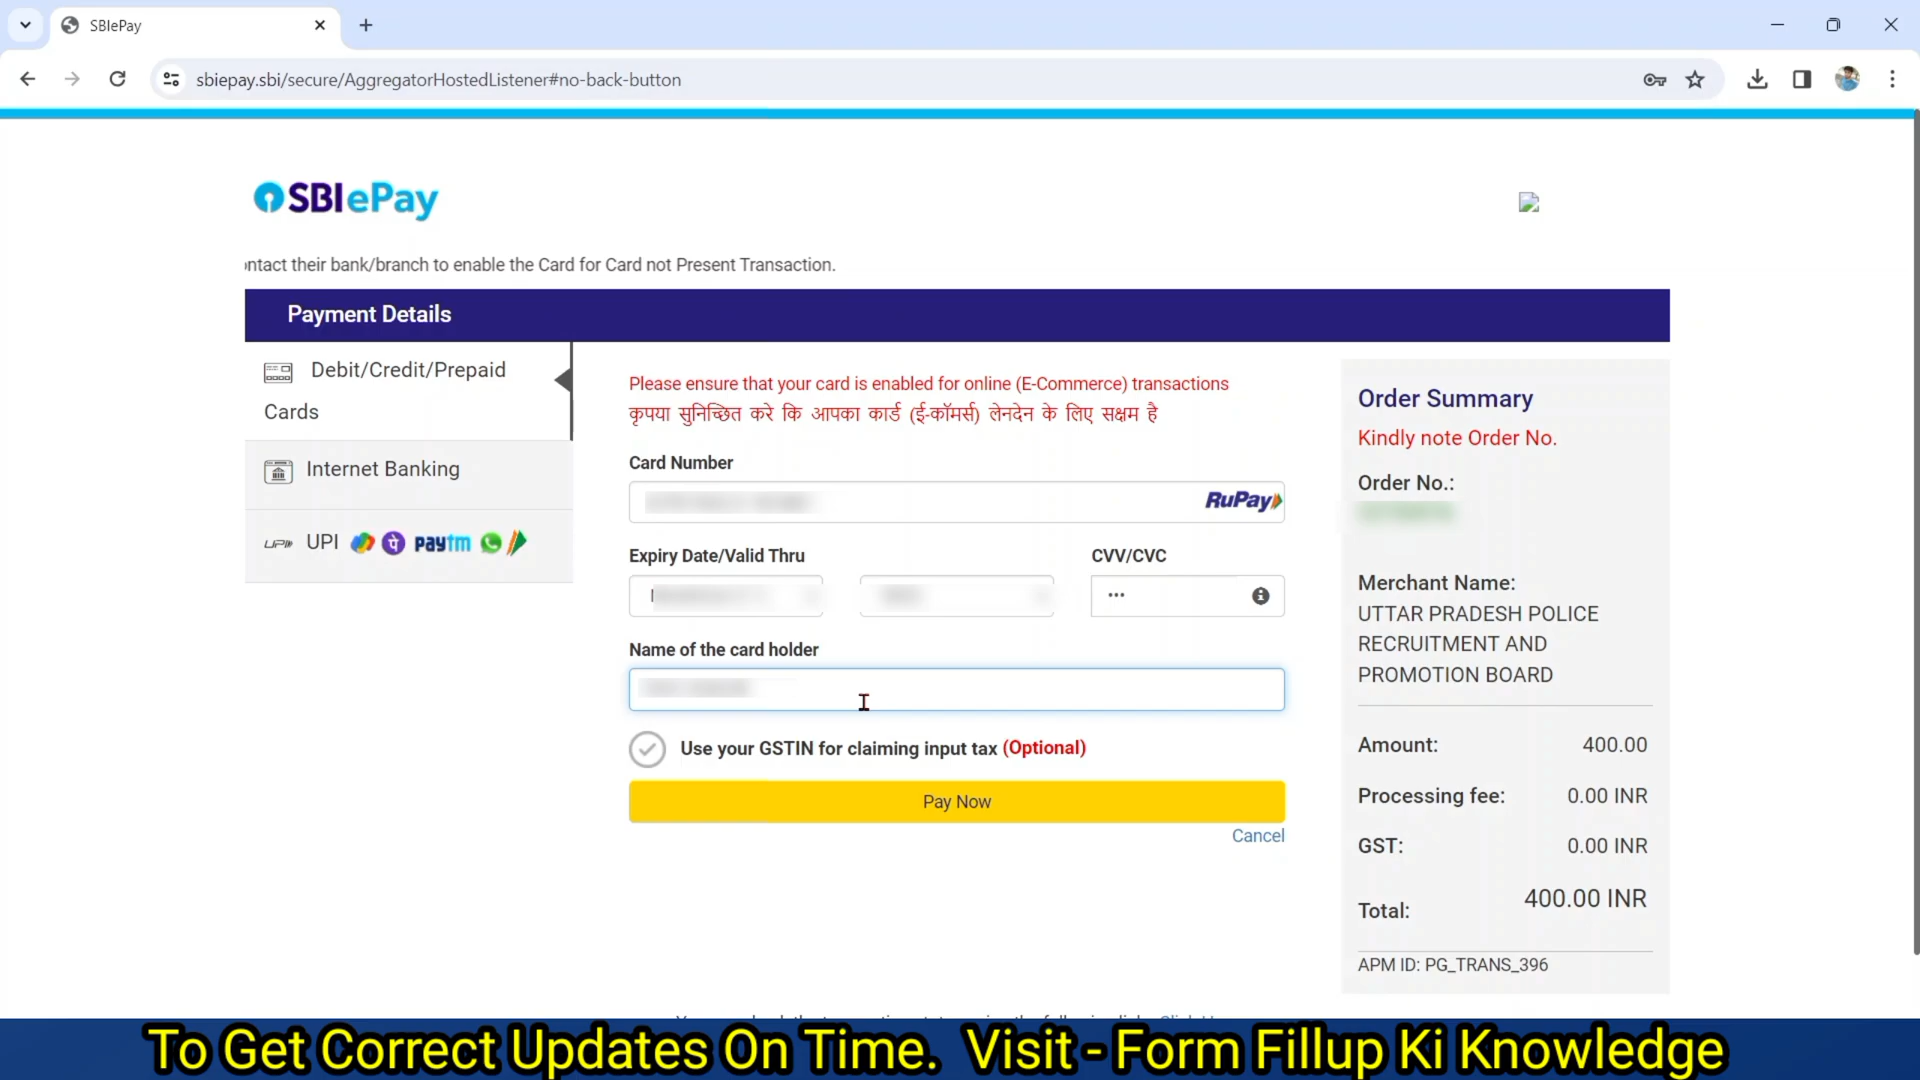 SBIePay
sbiepay.sbi/secure/AggregatorHostedListener#no-back-button
SBIePay
ontact their bank/branch to enable the Card for Card not Present Transaction.
Payment Details
Debit/Credit/Prepaid
Cards
Internet Banking
UPI UPI paytm
Please ensure that your card is enabled for online (E-Commerce) transactions
कृपया सुनिच्छित करे कि आपका कार्ड (ई-कॉमर्स) लेनदेन के लिए सक्षम है
Card Number
RuPay
Expiry Date/Valid Thru
CVV/CVC
•••
Name of the card holder
Use your GSTIN for claiming input tax (Optional)
Pay Now
Cancel
Order Summary
Kindly note Order No.
Order No.:
Merchant Name:
UTTAR PRADESH POLICE
RECRUITMENT AND
PROMOTION BOARD
Amount: 400.00
Processing fee: 0.00 INR
GST: 0.00 INR
Total: 400.00 INR
APM ID: PG_TRANS_396
To Get Correct Updates On Time. Visit - Form Fillup Ki Knowledge